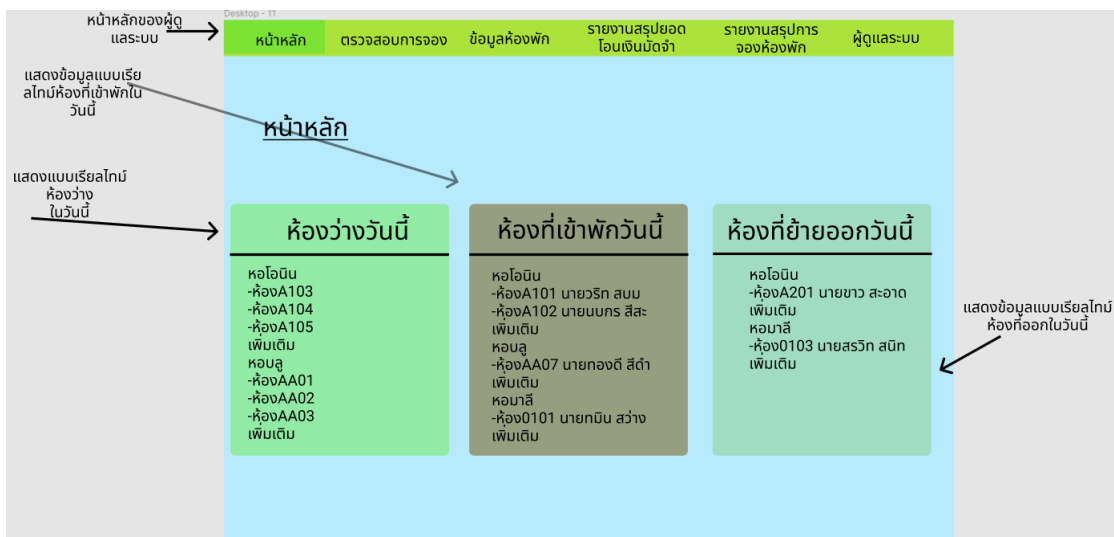 Desktop - 11
หน้าหลักของผู้ดู
แลระบบ
หน้าหลัก
ตรวจสอบการจอง
ข้อมูลห้องพัก
รายงานสรุปยอด
โอนเงินมัดจำ
รายงานสรุปการ
จองห้องพัก
ผู้ดูแลระบบ
แสดงข้อมูลแบบเรีย
ลไทม์ห้องที่เข้าพักใน
วันนี้
หน้าหลัก
แสดงแบบเรียลไทม์
ห้องว่าง
ในวันนี้
ห้องว่างวันนี้
หอโอนิน
-ห้องA103
-ห้องA104
-ห้องA105
เพิ่มเติม
หอบลู
-ห้องAA01
-ห้องAA02
-ห้องAA03
เพิ่มเติม
ห้องที่เข้าพักวันนี้
หอโอนิน
-ห้องA101 นายวริท สบม
-ห้องA102 นายนบกร สีสะ
เพิ่มเติม
หอบลู
-ห้องAA07 นายทองดี สีดำ
เพิ่มเติม
หอมาลี
-ห้อง0101 นายทมิน สว่าง
เพิ่มเติม
ห้องที่ย้ายออกวันนี้
หอโอนิน
-ห้องA201 นายขาว สะอาด
เพิ่มเติม
หอมาลี
-ห้อง0103 นายสรวิท สนิท
เพิ่มเติม
แสดงข้อมูลแบบเรียลไทม์
ห้องที่ออกในวันนี้